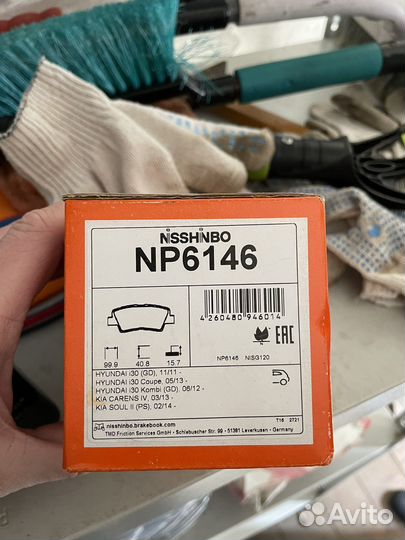 NiSSHiNBO
NP6146
4 260480 946014
99.9 40.8 15.7
NP6146 NISG120
EAC
HYUNDAI i30 (GD), 11/11 -
HYUNDAI i30 Coupe, 05/13 -
HYUNDAI i30 Kombi (GD), 06/12 -
KIA CARENS IV, 03/13 -
KIA SOUL II (PS), 02/14 -
T16 2721
nisshinbo.brakebook.com
TMD Friction Services GmbH - Schlebuscher Str. 99 - 51381 Leverkusen - Germany
Avito